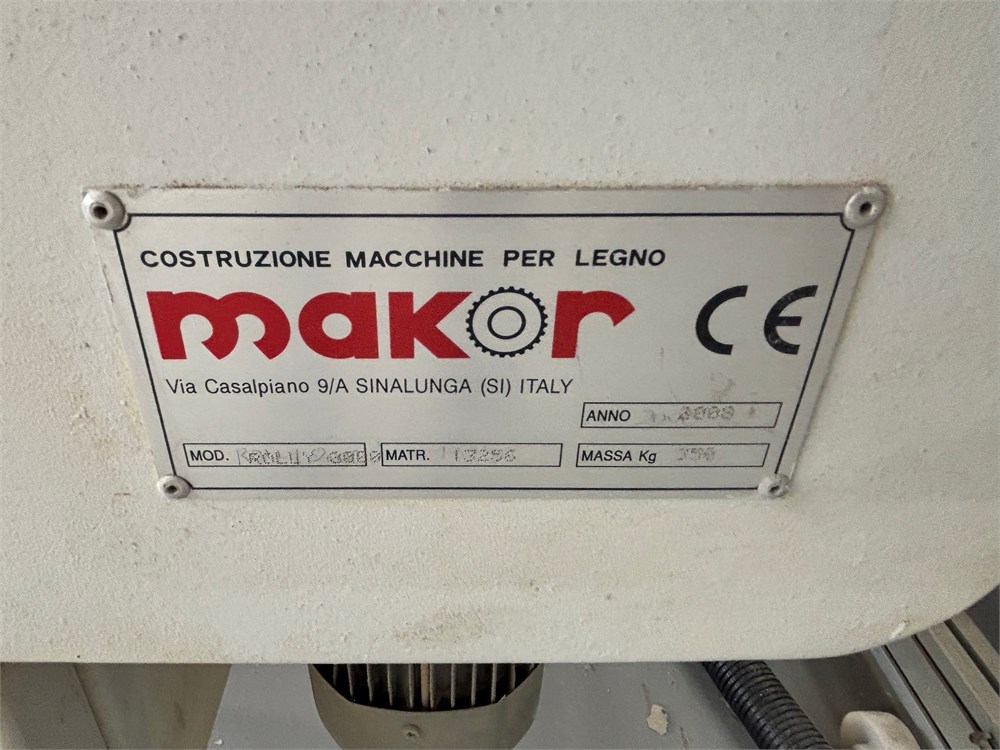 COSTRUZIONE MACCHINE PER LEGNO
makor CE
Via Casalpiano 9/A SINALUNGA (SI) ITALY
ANNO
MOD. MATR. 13256 MASSA Kg